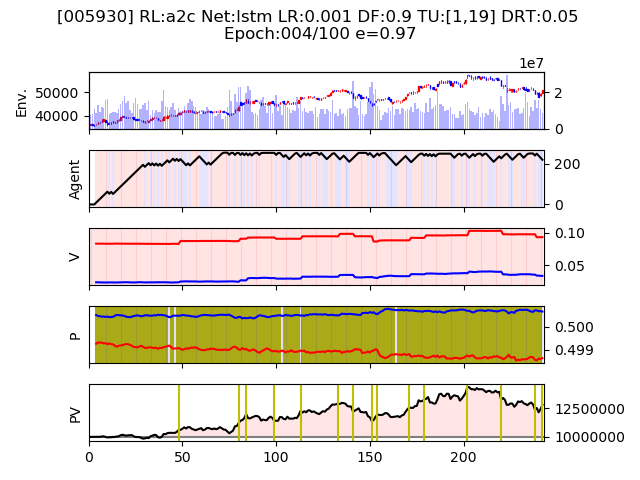 [005930] RL:a2c Net:lstm LR:0.001 DF:0.9 TU:[1,19] DRT:0.05
Epoch:004/100 e=0.97
1e7
Env.
50000
40000
2
0
Agent
200
0
V
0.10
0.05
P
0.500
0.499
PV
12500000
10000000
0 50 100 150 200